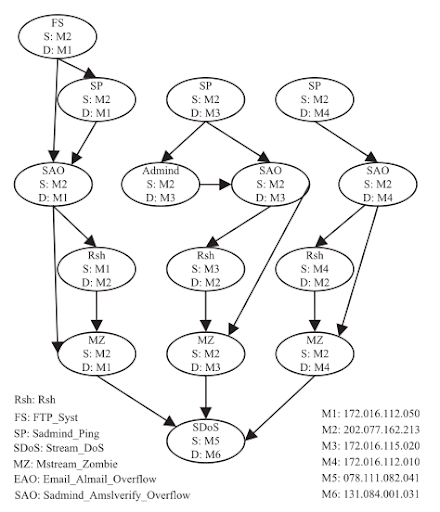 FS
S: M2
D: M1
SP
S: M2
D: M1
SP
S: M2
D: M3
SP
S: M2
D: M4
SAO
S: M2
D: M1
Admind
S: M2
D: M3
SAO
S: M2
D: M3
SAO
S: M2
D: M4
Rsh
S: M1
D: M2
Rsh
S: M3
D: M2
Rsh
S: M4
D: M2
MZ
S: M2
D: M1
MZ
S: M2
D: M3
MZ
S: M2
D: M4
SDoS
S: M5
D: M6
Rsh: Rsh
FS: FTP_Syst
SP: Sadmind_Ping
SDoS: Stream_DoS
MZ: Mstream_Zombie
EAO: Email_Almail_Overflow
SAO: Sadmind_Amslverify_Overflow
M1: 172.016.112.050
M2: 202.077.162.213
M3: 172.016.115.020
M4: 172.016.112.010
M5: 078.111.082.041
M6: 131.084.001.031